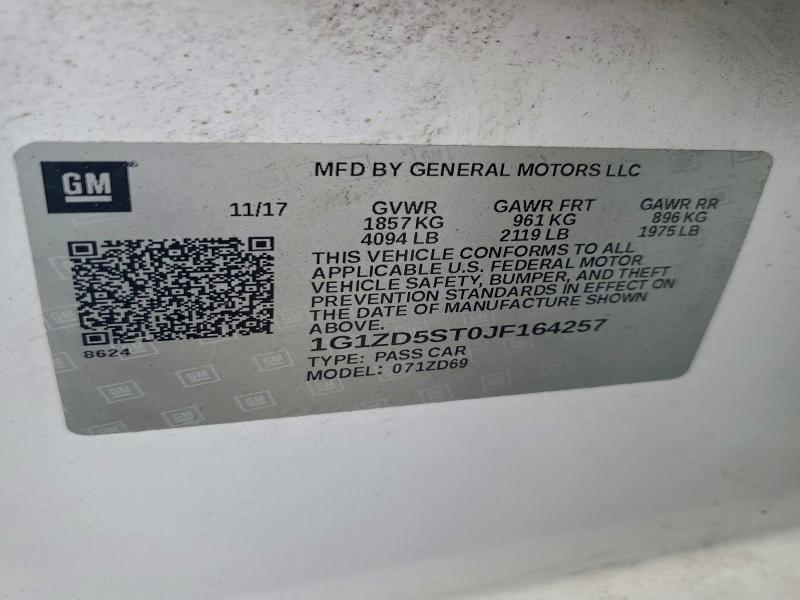 GM
MFD BY GENERAL MOTORS LLC
11/17
GVWR
1857 KG
4094 LB
GAWR FRT
961 KG
2119 LB
GAWR RR
896 KG
1975 LB
THIS VEHICLE CONFORMS TO ALL
APPLICABLE U.S. FEDERAL MOTOR
VEHICLE SAFETY, BUMPER, AND THEFT
PREVENTION STANDARDS IN EFFECT ON
THE DATE OF MANUFACTURE SHOWN
ABOVE.
1G1ZD5ST0JF164257
TYPE: PASS CAR
MODEL: 071ZD69
8624